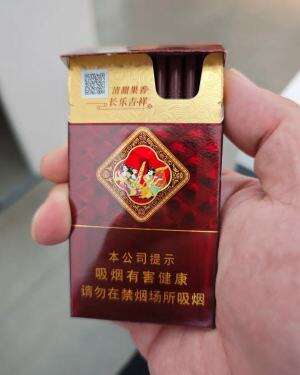 清甜果香
长乐吉祥
本公司提示
吸烟有害健康
请勿在禁烟场所吸烟